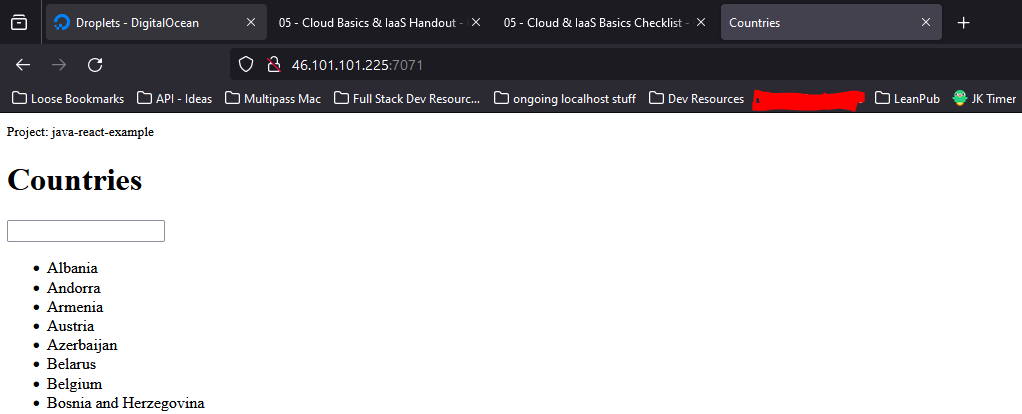 Droplets - DigitalOcean
05 - Cloud Basics & IaaS Handout -
05 - Cloud & IaaS Basics Checklist -
Countries
46.101.101.225:7071
Loose Bookmarks
API - Ideas
Multipass Mac
Full Stack Dev Resourc...
ongoing localhost stuff
Dev Resources
LeanPub
JK Timer
Project: java-react-example
Countries
Albania
Andorra
Armenia
Austria
Azerbaijan
Belarus
Belgium
Bosnia and Herzegovina